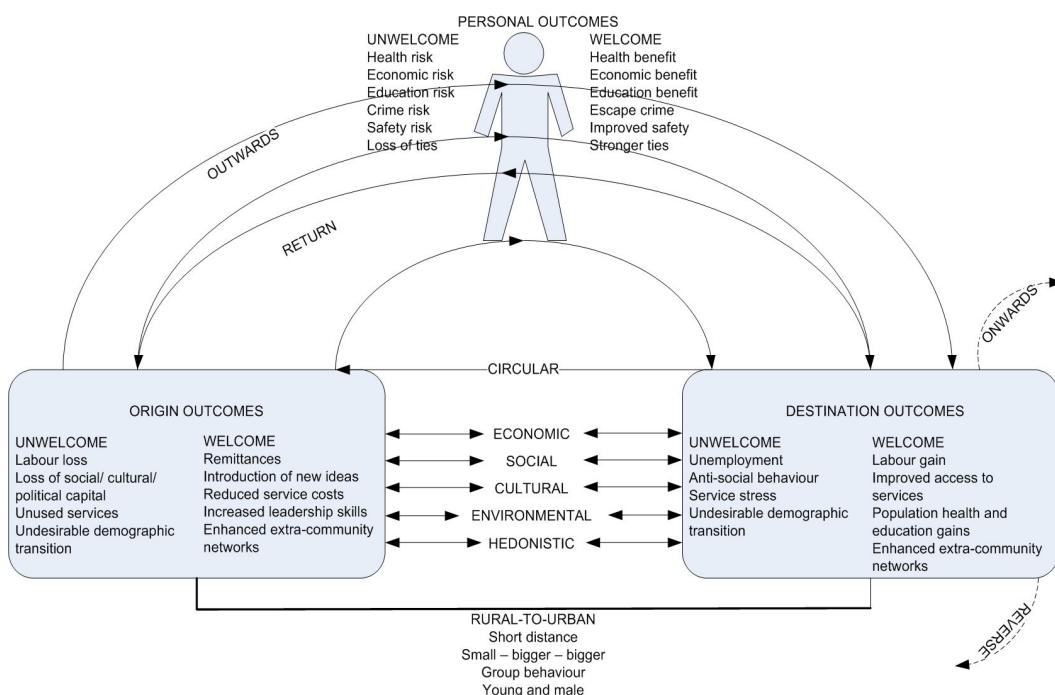 PERSONAL OUTCOMES
UNWELCOME
Health risk
Economic risk
Education risk
Crime risk
Safety risk
Loss of ties
WELCOME
Health benefit
Economic benefit
Education benefit
Escape crime
Improved safety
Stronger ties
OUTWARDS
RETURN
ONWARDS
CIRCULAR
ORIGIN OUTCOMES
UNWELCOME
Labour loss
Loss of social/ cultural/
political capital
Unused services
Undesirable demographic
transition
WELCOME
Remittances
Introduction of new ideas
Reduced service costs
Increased leadership skills
Enhanced extra-community
networks
ECONOMIC
SOCIAL
CULTURAL
ENVIRONMENTAL
HEDONISTIC
DESTINATION OUTCOMES
UNWELCOME
Unemployment
Anti-social behaviour
Service stress
Undesirable demographic
transition
WELCOME
Labour gain
Improved access to
services
Population health and
education gains
Enhanced extra-community
networks
REVERSE
RURAL-TO-URBAN
Short distance
Small – bigger – bigger
Group behaviour
Young and male